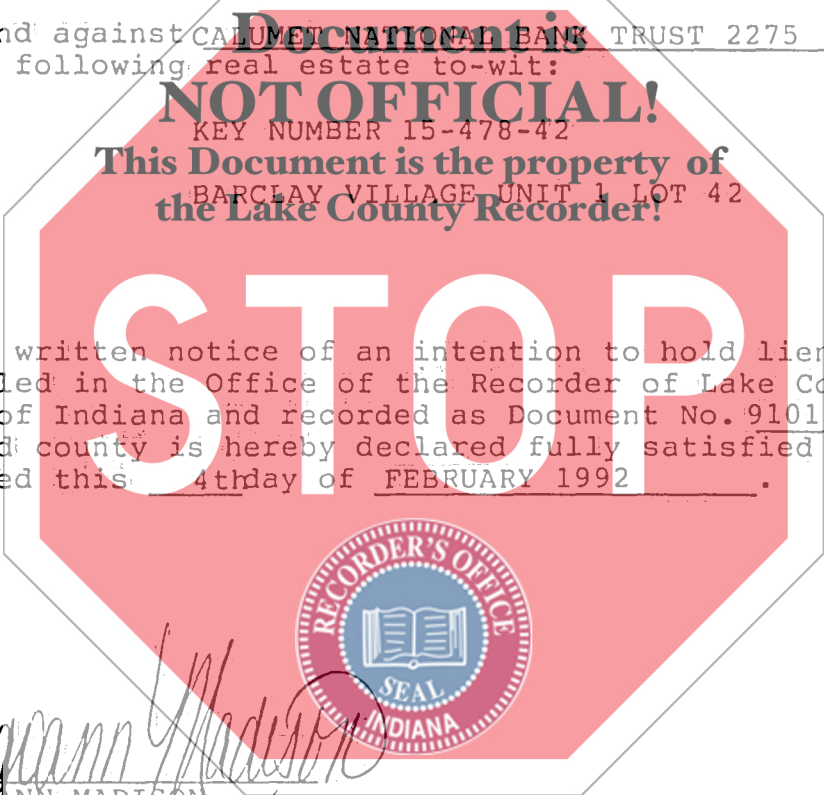 nd against CALUMET NATIONAL BANK TRUST 2275
Document is
following real estate to-wit:
NOT OFFICIAL!
KEY NUMBER 15-478-42
This Document is the property of
BARCLAY VILLAGE UNIT 1 LOT 42
the Lake County Recorder!
STOP
written notice of an intention to hold lien
led in the Office of the Recorder of Lake Co
of Indiana and recorded as Document No. 9101
d county is hereby declared fully satisfied
ed this 4th day of FEBRUARY 1992 .
RECORDER'S OFFICE
SEAL
INDIANA
Madison
ANN MADISON